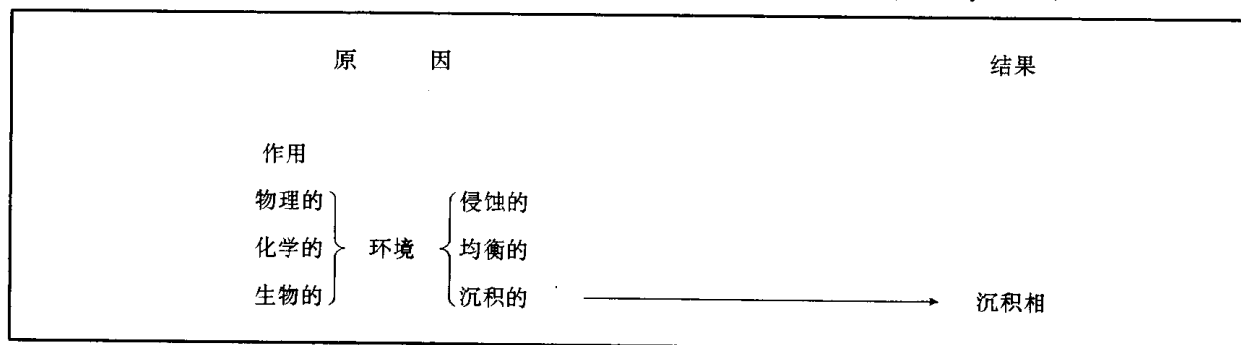 原 因 结果
作用
物理的 侵蚀的
化学的 环境 均衡的
生物的 沉积的 沉积相